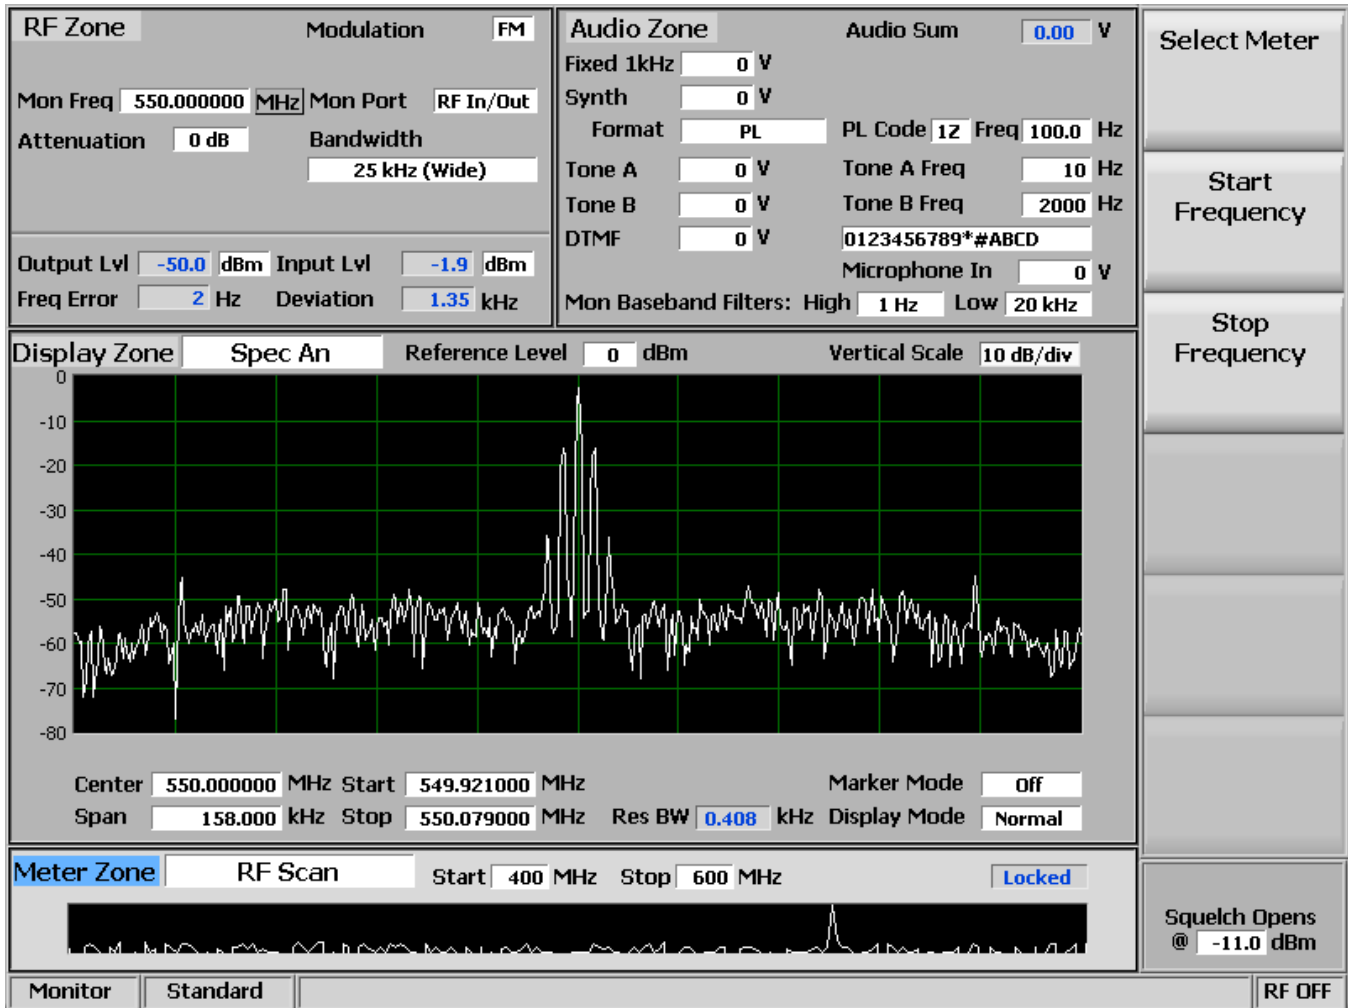 RF Zone Modulation FM
Mon Freq 550.000000 MHz Mon Port RF In/Out
Attenuation 0 dB Bandwidth
25 kHz (Wide)
Output Lvl -50.0 dBm Input Lvl -1.9 dBm
Freq Error 2 Hz Deviation 1.35 kHz
Audio Zone Audio Sum 0.00 V
Fixed 1kHz 0 V
Synth 0 V
Format PL PL Code 1Z Freq 100.0 Hz
Tone A 0 V Tone A Freq 10 Hz
Tone B 0 V Tone B Freq 2000 Hz
DTMF 0 V 0123456789*#ABCD
Microphone In 0 V
Mon Baseband Filters: High 1 Hz Low 20 kHz
Display Zone Spec An Reference Level 0 dBm Vertical Scale 10 dB/div
0
-10
-20
-30
-40
-50
-60
-70
-80
Center 550.000000 MHz Start 549.921000 MHz Marker Mode Off
Span 158.000 kHz Stop 550.079000 MHz Res BW 0.408 kHz Display Mode Normal
Meter Zone RF Scan Start 400 MHz Stop 600 MHz Locked
Select Meter
Start
Frequency
Stop
Frequency
Squelch Opens
@ -11.0 dBm
Monitor Standard RF OFF